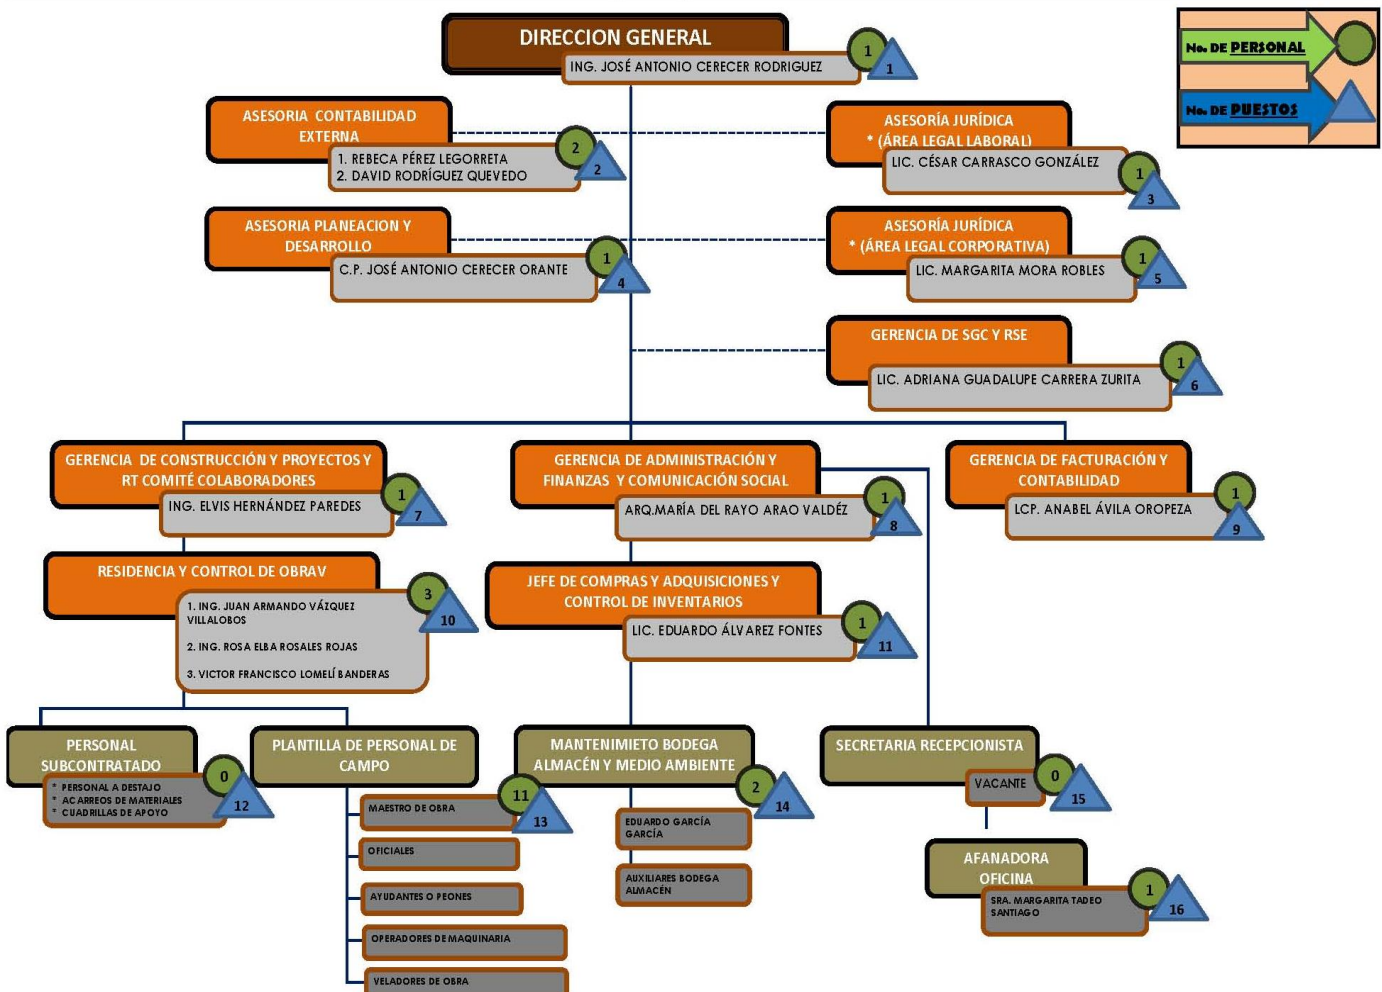 DIRECCION GENERAL
1
1
ING. JOSÉ ANTONIO CERECER RODRIGUEZ
No. DE PERSONAL
No. DE PUESTOS
ASESORIA CONTABILIDAD
EXTERNA
2
2
1. REBECA PÉREZ LEGORRETA
2. DAVID RODRÍGUEZ QUEVEDO
ASESORÍA JURÍDICA
* (ÁREA LEGAL LABORAL)
LIC. CÉSAR CARRASCO GONZÁLEZ
1
3
ASESORIA PLANEACION Y
DESARROLLO
C.P. JOSÉ ANTONIO CERECER ORANTE
1
4
ASESORÍA JURÍDICA
* (ÁREA LEGAL CORPORATIVA)
LIC. MARGARITA MORA ROBLES
1
5
GERENCIA DE SGC Y RSE
LIC. ADRIANA GUADALUPE CARRERA ZURITA
1
6
GERENCIA DE CONSTRUCCIÓN Y PROYECTOS Y
RT COMITÉ COLABORADORES
ING. ELVIS HERNÁNDEZ PAREDES
1
7
GERENCIA DE ADMINISTRACIÓN Y
FINANZAS Y COMUNICACIÓN SOCIAL
ARQ.MARÍA DEL RAYO ARAO VALDÉZ
1
8
GERENCIA DE FACTURACIÓN Y
CONTABILIDAD
LCP. ANABEL ÁVILA OROPEZA
1
9
RESIDENCIA Y CONTROL DE OBRAV
1. ING. JUAN ARMANDO VÁZQUEZ
VILLALOBOS
2. ING. ROSA ELBA ROSALES ROJAS
3. VICTOR FRANCISCO LOMELÍ BANDERAS
3
10
JEFE DE COMPRAS Y ADQUISICIONES Y
CONTROL DE INVENTARIOS
LIC. EDUARDO ÁLVAREZ FONTES
1
11
PERSONAL
SUBCONTRATADO
* PERSONAL A DESTAJO
* ACARREOS DE MATERIALES
* CUADRILLAS DE APOYO
0
12
PLANTILLA DE PERSONAL DE
CAMPO
MAESTRO DE OBRA
11
13
OFICIALES
AYUDANTES O PEONES
OPERADORES DE MAQUINARIA
VELADORES DE OBRA
MANTENIMIETO BODEGA
ALMACÉN Y MEDIO AMBIENTE
2
14
EDUARDO GARCÍA
GARCÍA
AUXILIARES BODEGA
ALMACÉN
SECRETARIA RECEPCIONISTA
VACANTE
0
15
AFANADORA
OFICINA
SRA. MARGARITA TADEO
SANTIAGO
1
16